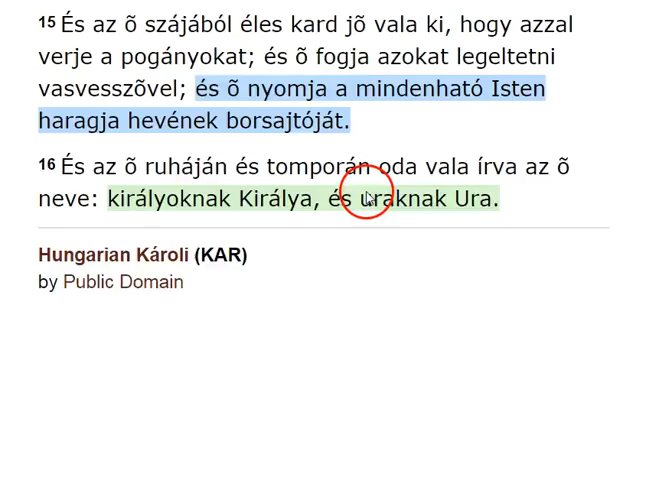 15 És az õ szájából éles kard jõ vala ki, hogy azzal
verje a pogányokat; és õ fogja azokat legeltetni
vasvesszõvel; és õ nyomja a mindenható Isten
haragja hevének borsajtóját.
16 És az õ ruháján és tomporán oda vala írva az õ
neve: királyoknak Királya, és uraknak Ura.
Hungarian Károli (KAR)
by Public Domain